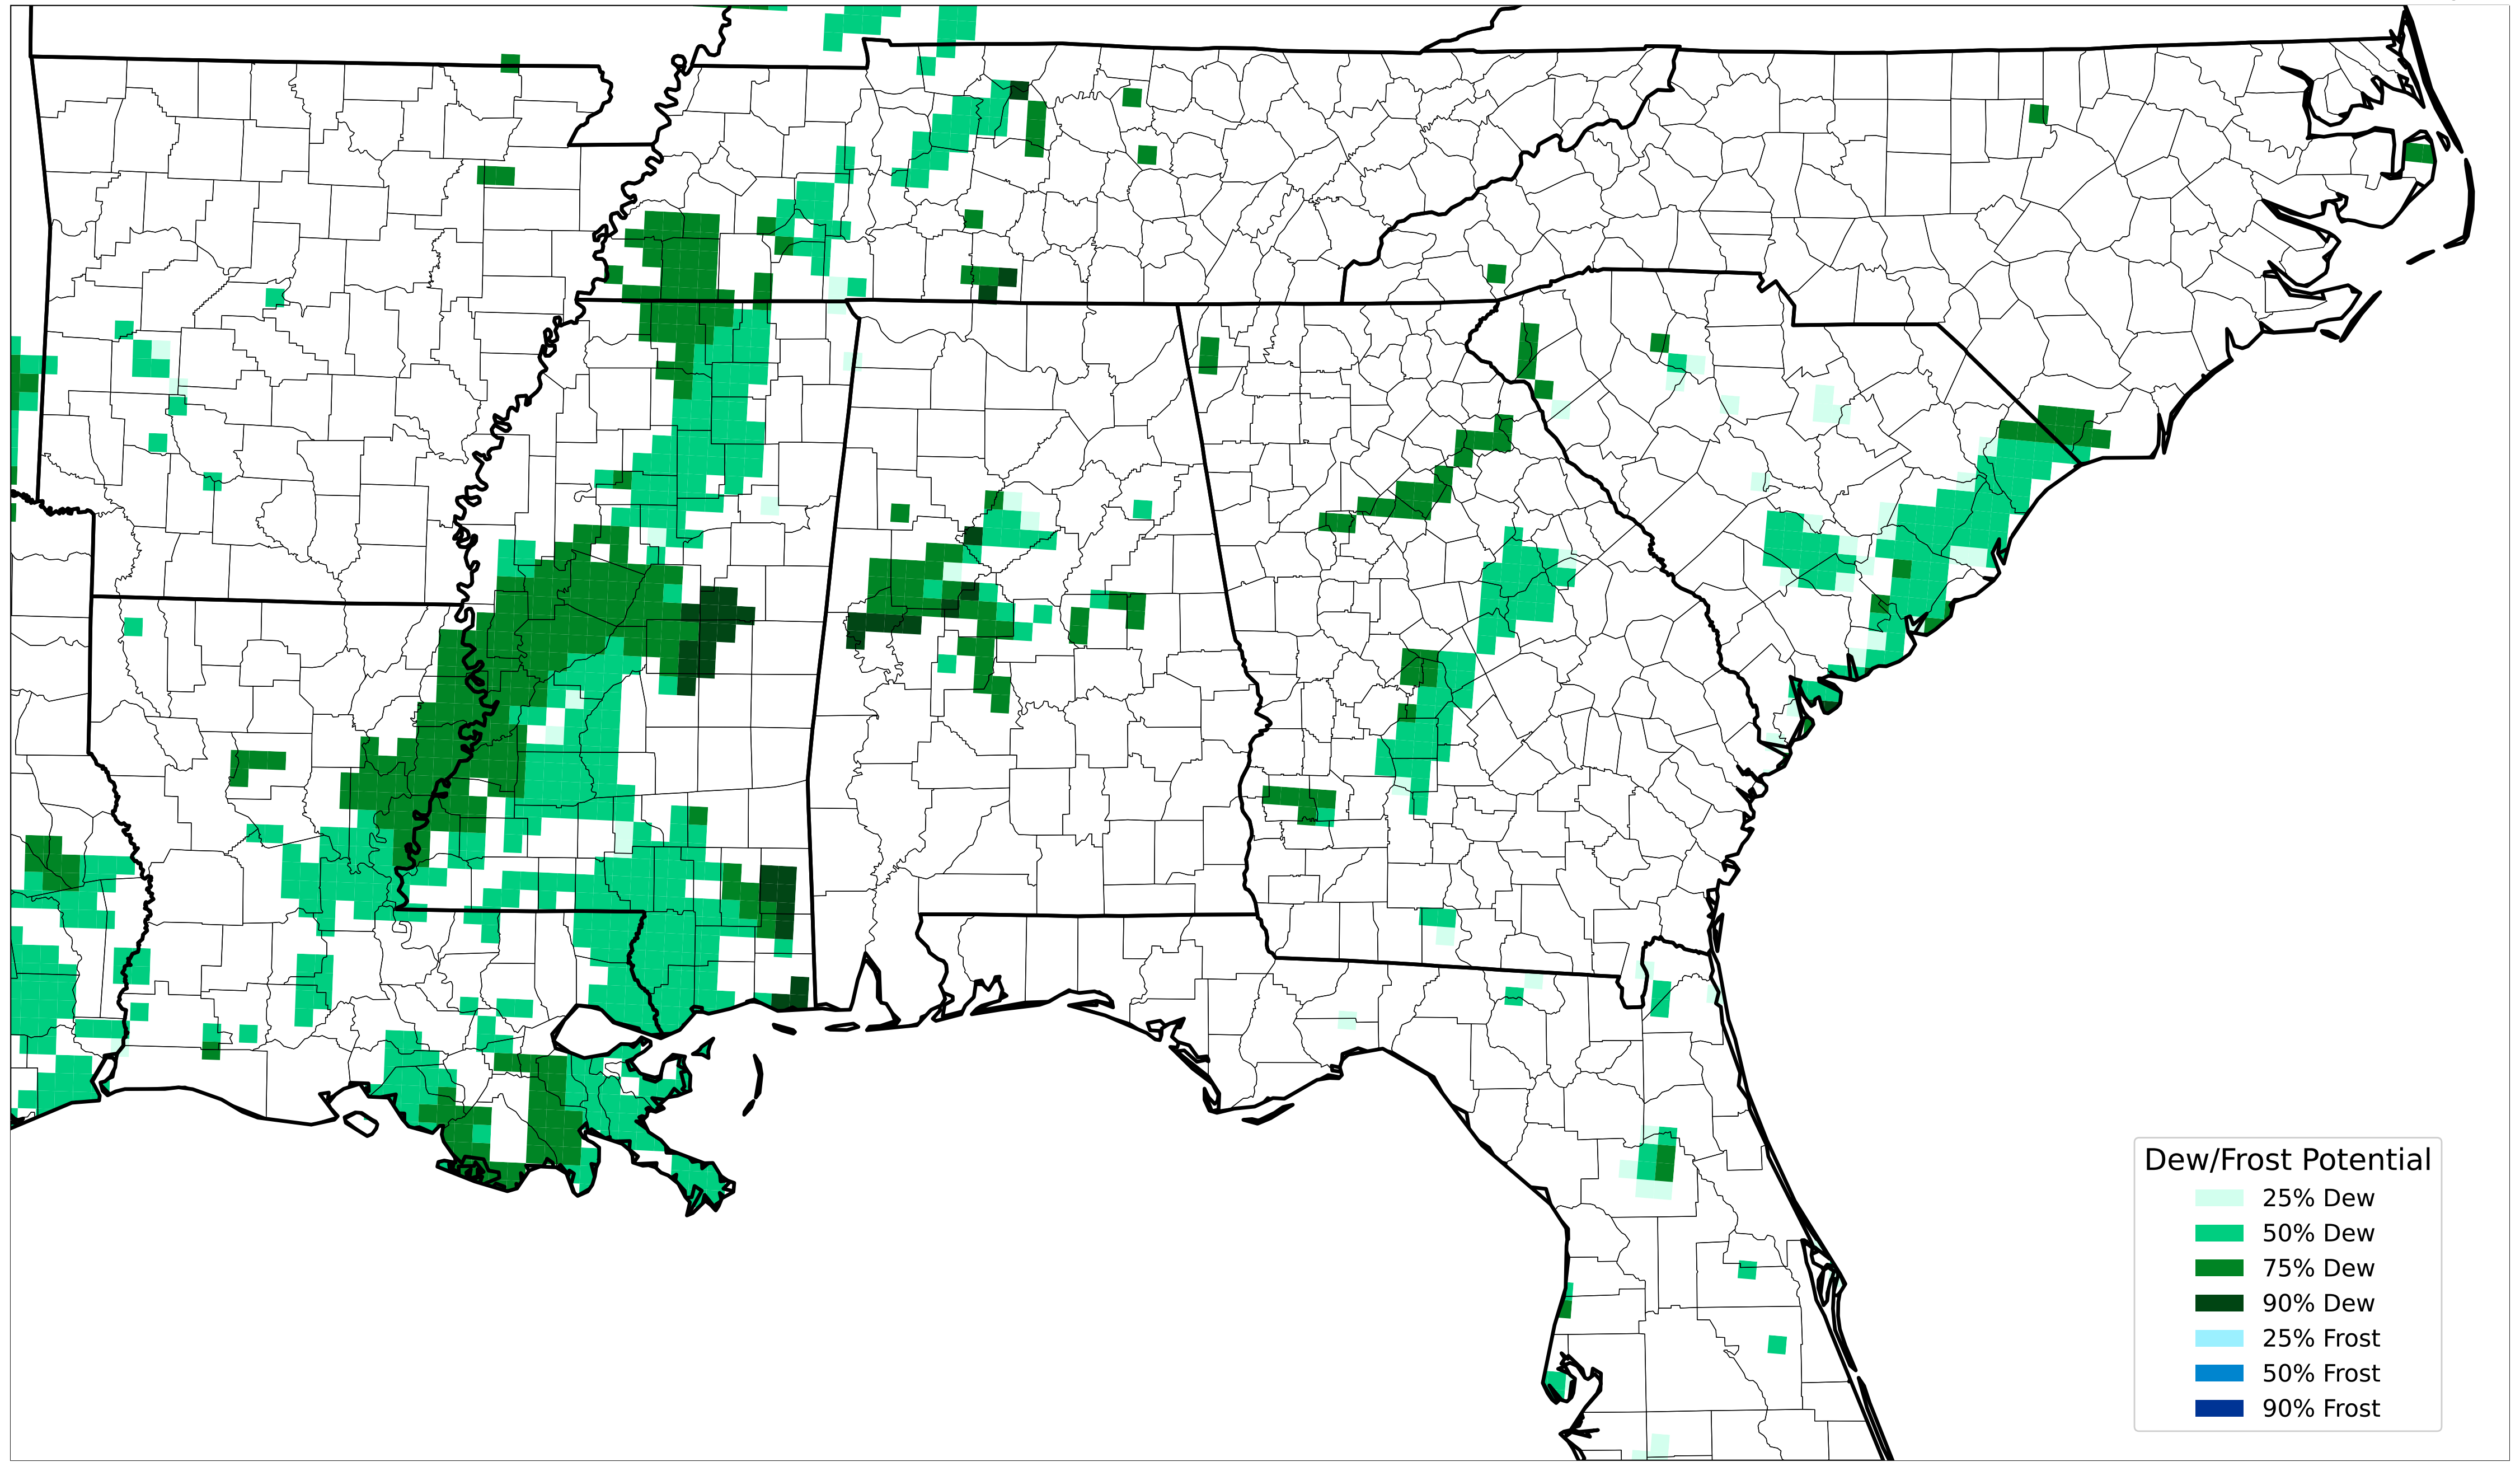 Dew/Frost Potential
25% Dew
50% Dew
75% Dew
90% Dew
25% Frost
50% Frost
90% Frost